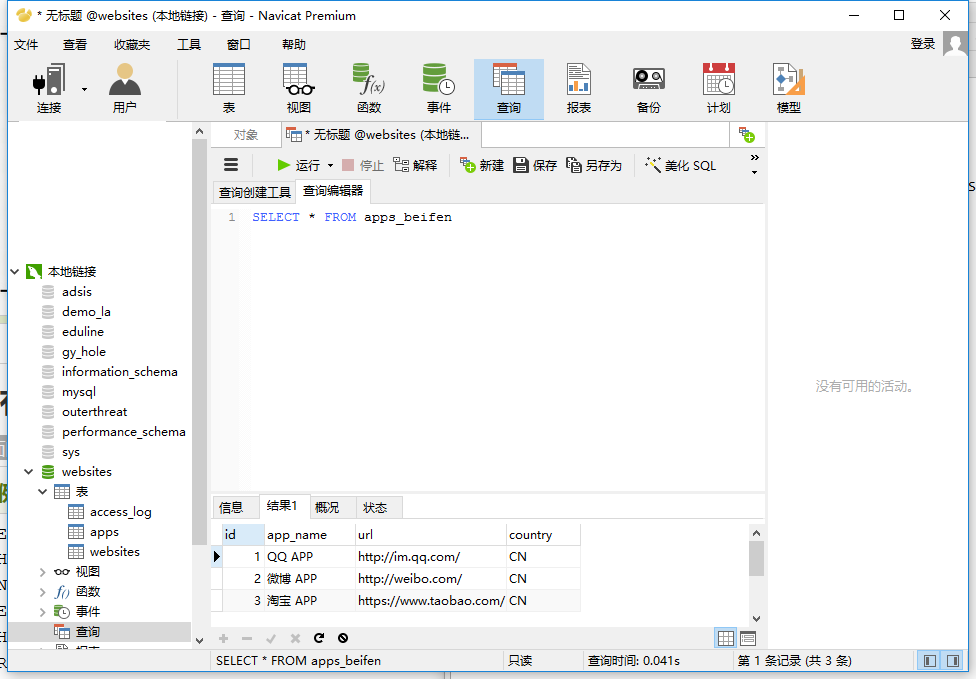 * 无标题 @websites (本地链接) - 查询 - Navicat Premium
文件 查看 收藏夹 工具 窗口 帮助 登录
连接 用户 表 视图 函数 事件 查询 报表 备份 计划 模型
对象 * 无标题 @websites (本地链...
运行 停止 解释 新建 保存 另存为 美化 SQL
查询创建工具 查询编辑器
1 SELECT * FROM apps_beifen
本地链接
adsis
demo_la
eduline
gy_hole
information_schema
mysql
outerthreat
performance_schema
sys
websites
表
access_log
apps
websites
视图
函数
事件
查询
没有可用的活动。
信息 结果1 概况 状态
id app_name url country
1 QQ APP http://im.qq.com/ CN
2 微博 APP http://weibo.com/ CN
3 淘宝 APP https://www.taobao.com/ CN
SELECT * FROM apps_beifen 只读 查询时间: 0.041s 第 1 条记录 (共 3 条)